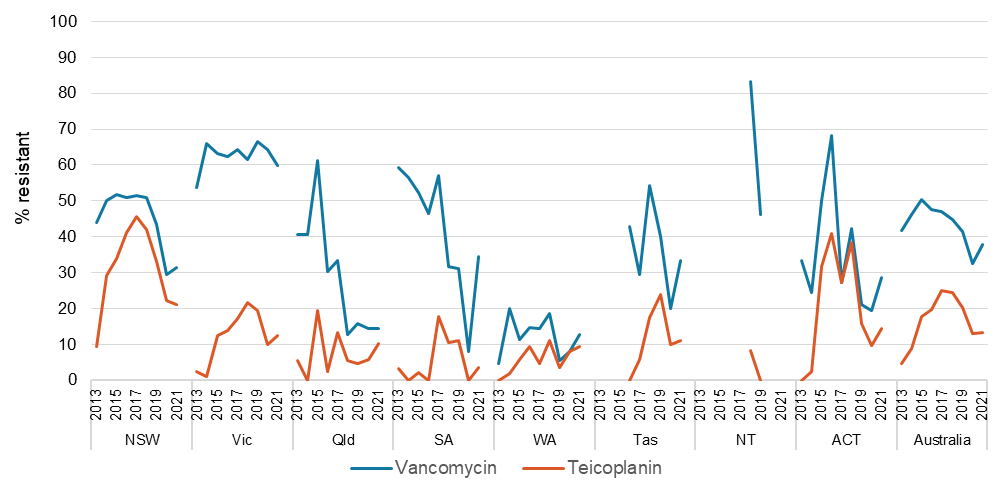 % resistant
100
90
80
70
60
50
40
30
20
10
0
2013 2015 2017 2019 2021 2013 2015 2017 2019 2021 2013 2015 2017 2019 2021 2013 2015 2017 2019 2021 2013 2015 2017 2019 2021 2013 2015 2017 2019 2021 2013 2015 2017 2019 2021 2013 2015 2017 2019 2021 2013 2015 2017 2019 2021
NSW Vic Qld SA WA Tas NT ACT Australia
Vancomycin Teicoplanin